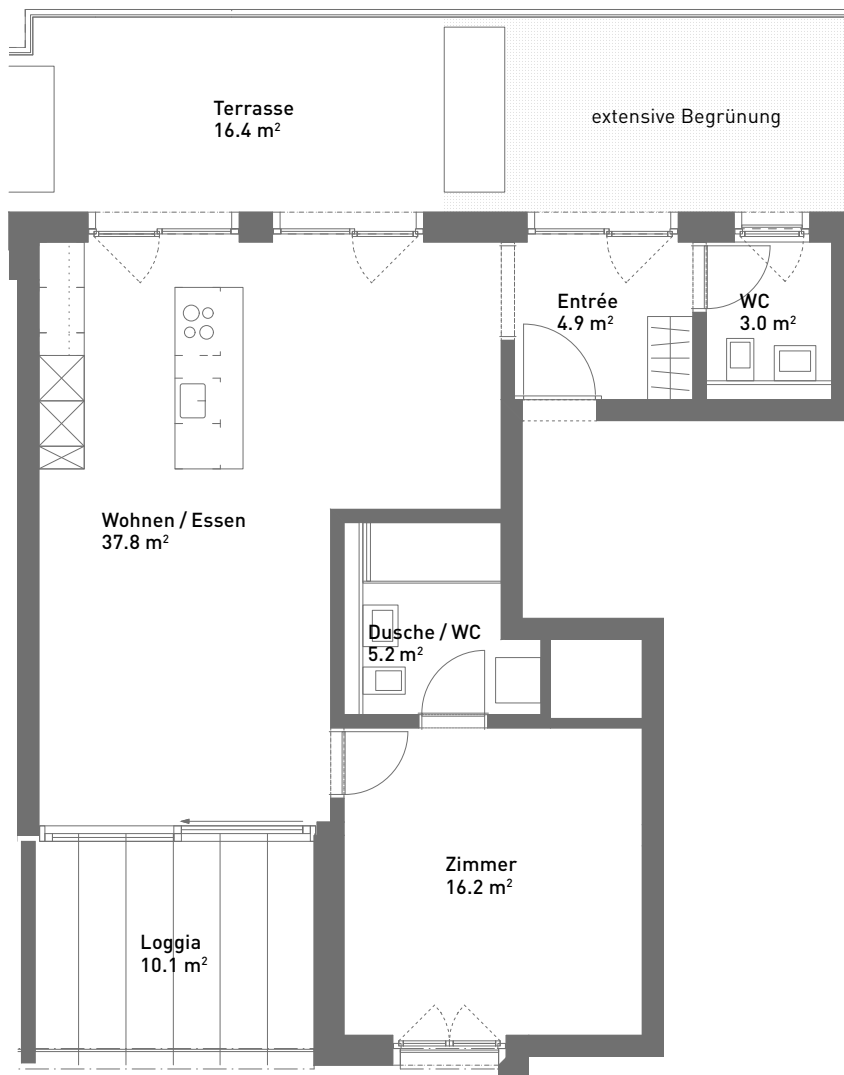 Terrasse
16.4 m²
extensive Begrünung
Entrée
4.9 m²
WC
3.0 m²
Wohnen / Essen
37.8 m²
Dusche / WC
5.2 m²
Zimmer
16.2 m²
Loggia
10.1 m²